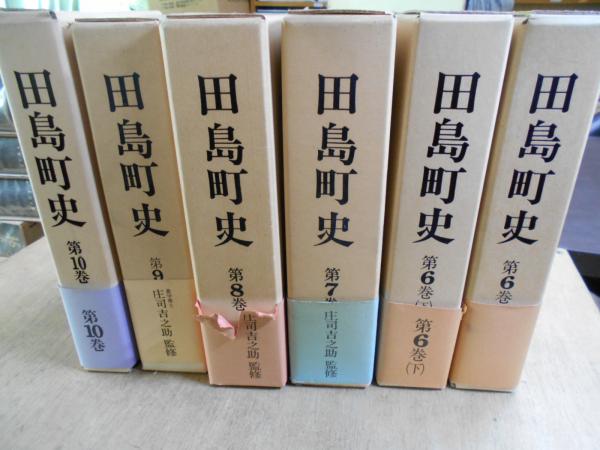 田島町史
第10巻
第10巻
田島町史
第9
庄司吉之助 監修
田島町史
第8巻
庄司吉之助 監修
田島町史
第7巻
庄司吉之助 監修
田島町史
第6巻
第6巻
(下)
田島町史
第6巻